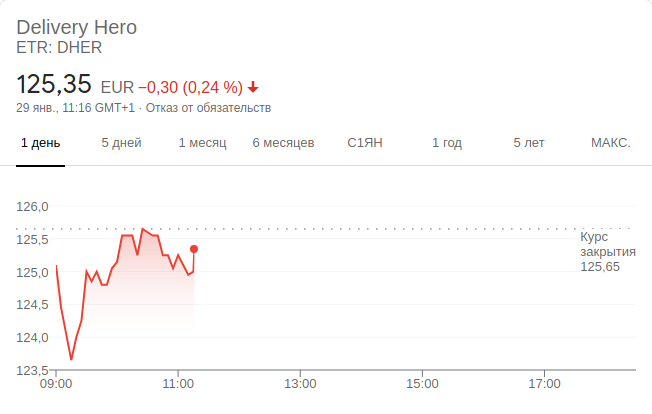 Delivery Hero
ETR: DHER
125,35 EUR −0,30 (0,24 %)
29 янв., 11:16 GMT+1 · Отказ от обязательств
1 день 5 дней 1 месяц 6 месяцев С1ЯН 1 год 5 лет МАКС.
126,0
125,5
125,0
124,5
124,0
123,5
Курс
закрытия
125,65
09:00 11:00 13:00 15:00 17:00